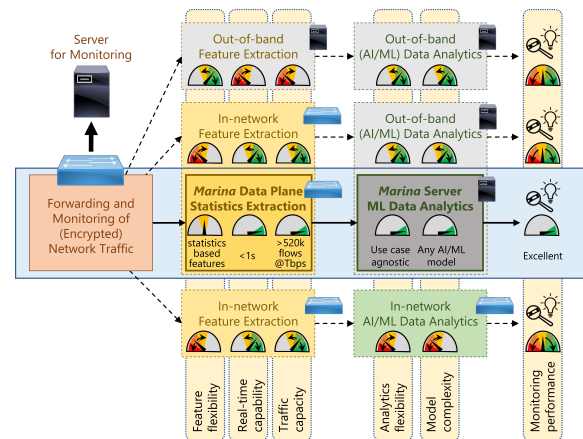 Server
for Monitoring
Out-of-band
Feature Extraction
Out-of-band
(AI/ML) Data Analytics
In-network
Feature Extraction
Out-of-band
(AI/ML) Data Analytics
Forwarding and
Monitoring of
(Encrypted)
Network Traffic
Marina Data Plane
Statistics Extraction
statistics
based
features
<1s
>520k
flows
@Tbps
Marina Server
ML Data Analytics
Use case
agnostic
Any AI/ML
model
Excellent
In-network
Feature Extraction
In-network
AI/ML Data Analytics
Feature
flexibility
Real-time
capability
Traffic
capacity
Analytics
flexibility
Model
complexity
Monitoring
performance